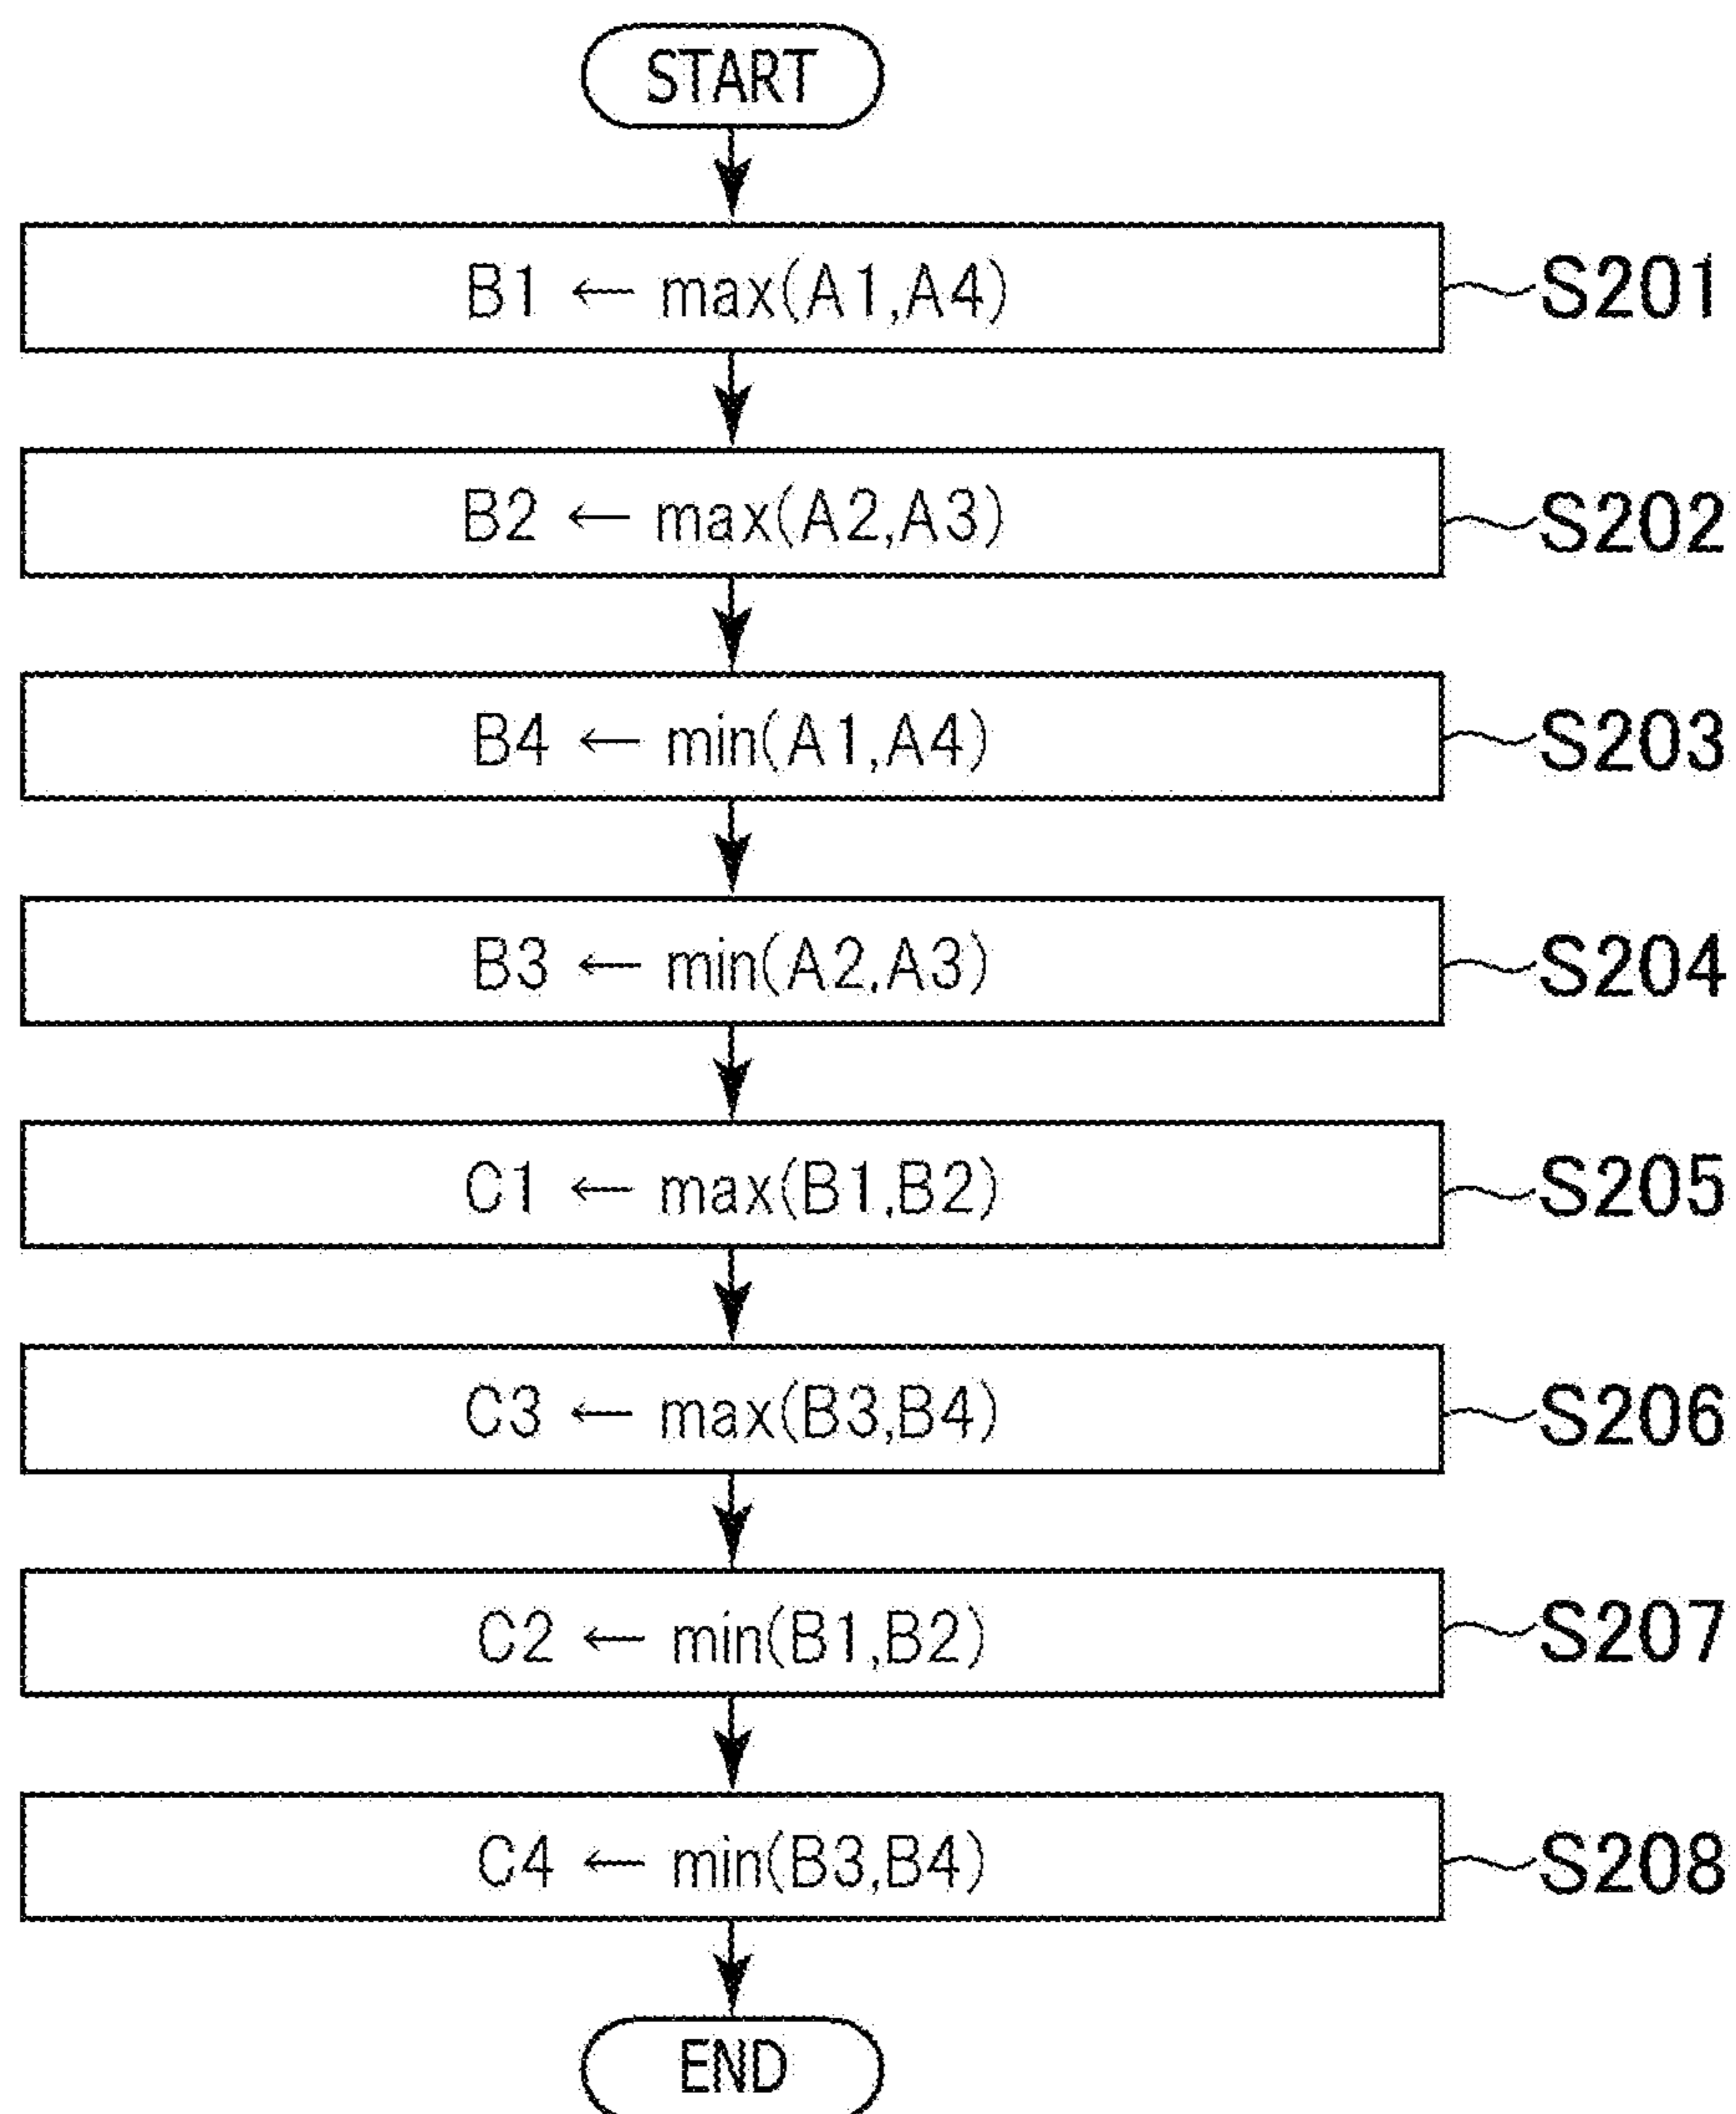 START
B1 ← max(A1,A4) S201
B2 ← max(A2,A3) S202
B4 ← min(A1,A4) S203
B3 ← min(A2,A3) S204
C1 ← max(B1,B2) S205
C3 ← max(B3,B4) S206
C2 ← min(B1,B2) S207
C4 ← min(B3,B4) S208
END